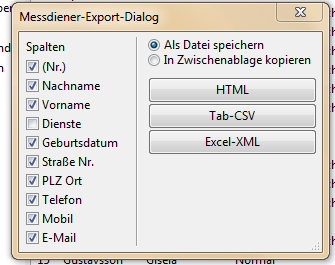 Messdiener-Export-Dialog
Spalten
(Nr.)
Nachname
Vorname
Dienste
Geburtsdatum
Straße Nr.
PLZ Ort
Telefon
Mobil
E-Mail
Als Datei speichern
In Zwischenablage kopieren
HTML
Tab-CSV
Excel-XML
Gustavsson Gisela Normal